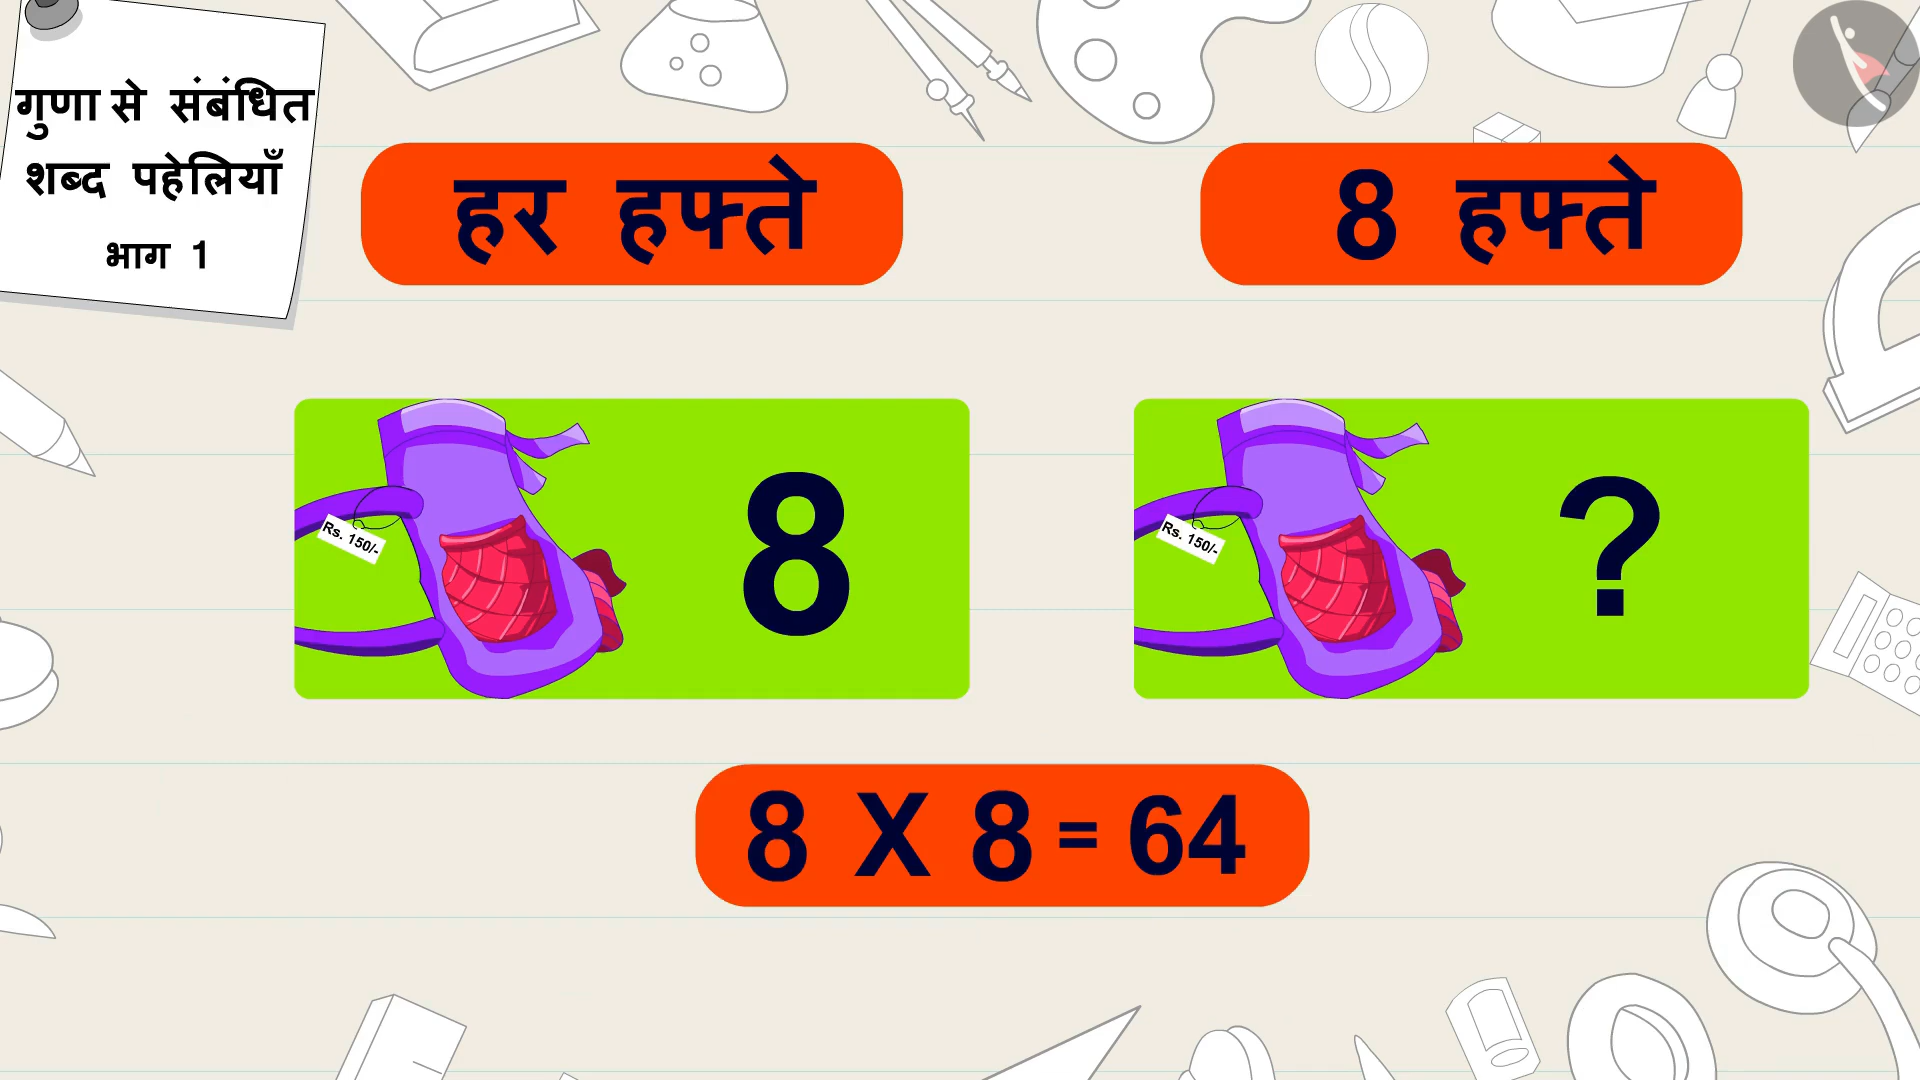 गुणा से संबंधित
शब्द पहेलियाँ
भाग 1
हर हफ्ते
8 हफ्ते
Rs. 150/-
8
Rs. 150/-
?
8 X 8 = 64